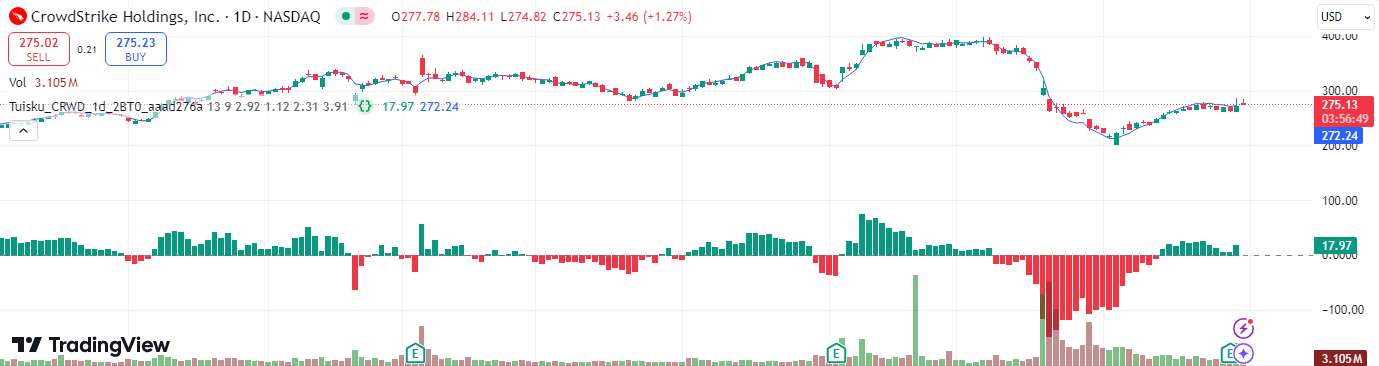 CrowdStrike Holdings, Inc. · 1D · NASDAQ O277.78 H284.11 L274.82 C275.13 +3.46 (+1.27%)
USD
275.02
SELL
0.21
275.23
BUY
Vol 3.105M
Tuisku_CRWD_1d_2BT0_aaad276a 13 9 2.92 1.12 2.31 3.91 17.97 272.24
400.00
300.00
275.13
03:56:49
272.24
200.00
100.00
17.97
0.0000
−100.00
3.105M
E
E
E
TradingView